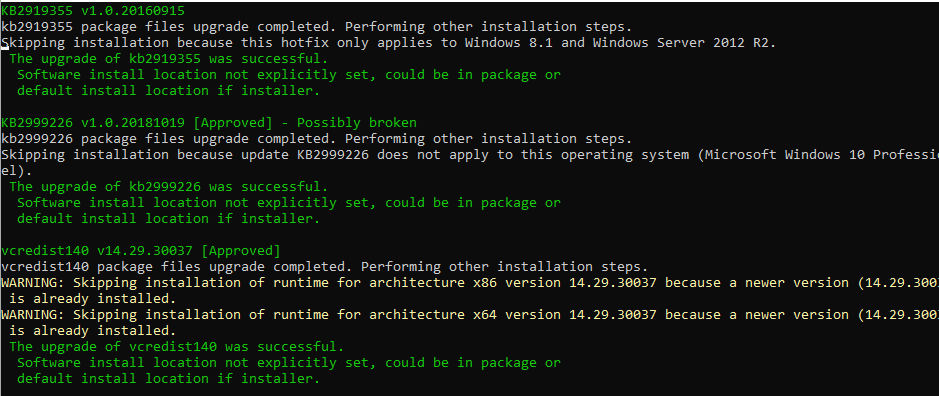 KB2919355 v1.0.20160915
kb2919355 package files upgrade completed. Performing other installation steps.
Skipping installation because this hotfix only applies to Windows 8.1 and Windows Server 2012 R2.
The upgrade of kb2919355 was successful.
Software install location not explicitly set, could be in package or
default install location if installer.
KB2999226 v1.0.20181019 [Approved] - Possibly broken
kb2999226 package files upgrade completed. Performing other installation steps.
Skipping installation because update KB2999226 does not apply to this operating system (Microsoft Windows 10 Professi
el).
The upgrade of kb2999226 was successful.
Software install location not explicitly set, could be in package or
default install location if installer.
vcredist140 v14.29.30037 [Approved]
vcredist140 package files upgrade completed. Performing other installation steps.
WARNING: Skipping installation of runtime for architecture x86 version 14.29.30037 because a newer version (14.29.3003
is already installed.
WARNING: Skipping installation of runtime for architecture x64 version 14.29.30037 because a newer version (14.29.3003
is already installed.
The upgrade of vcredist140 was successful.
Software install location not explicitly set, could be in package or
default install location if installer.